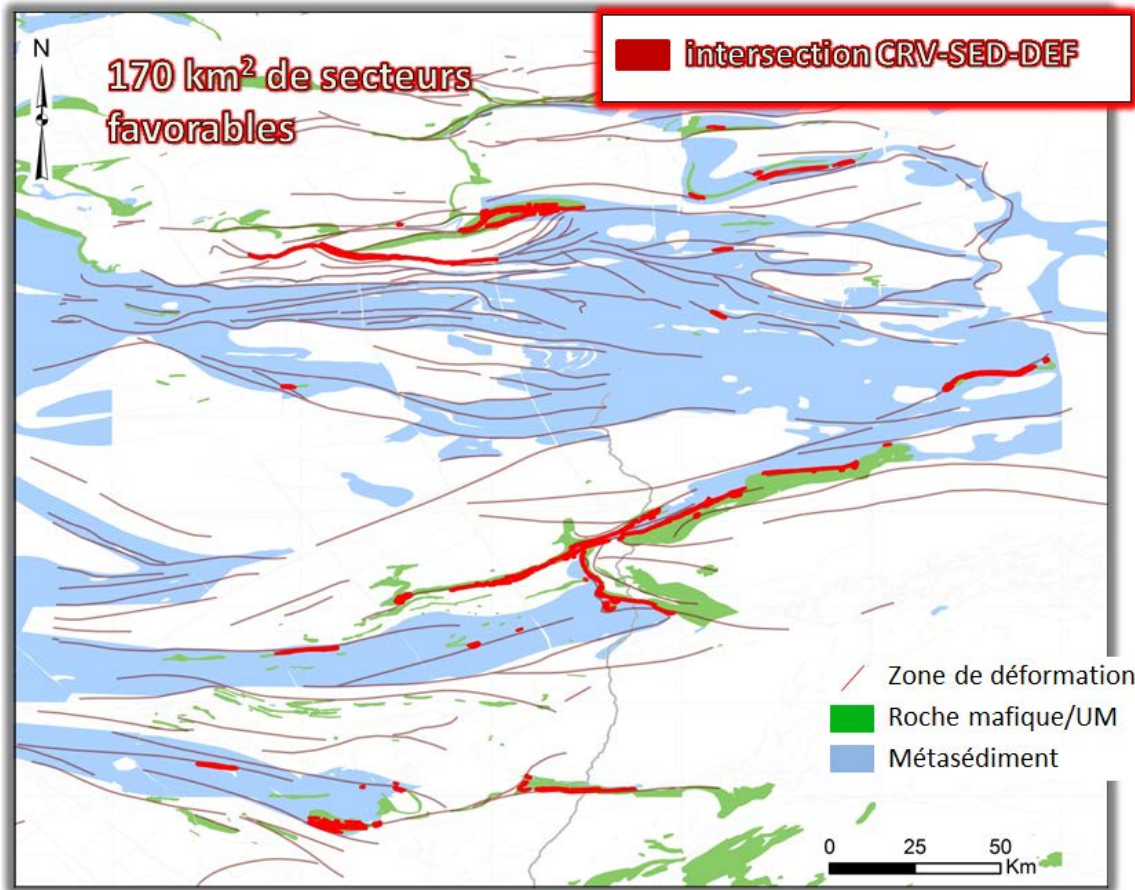 N
170 km² de secteurs
favorables
intersection CRV-SED-DEF
Zone de déformation
Roche mafique/UM
Métasédiment
0 25 50
Km